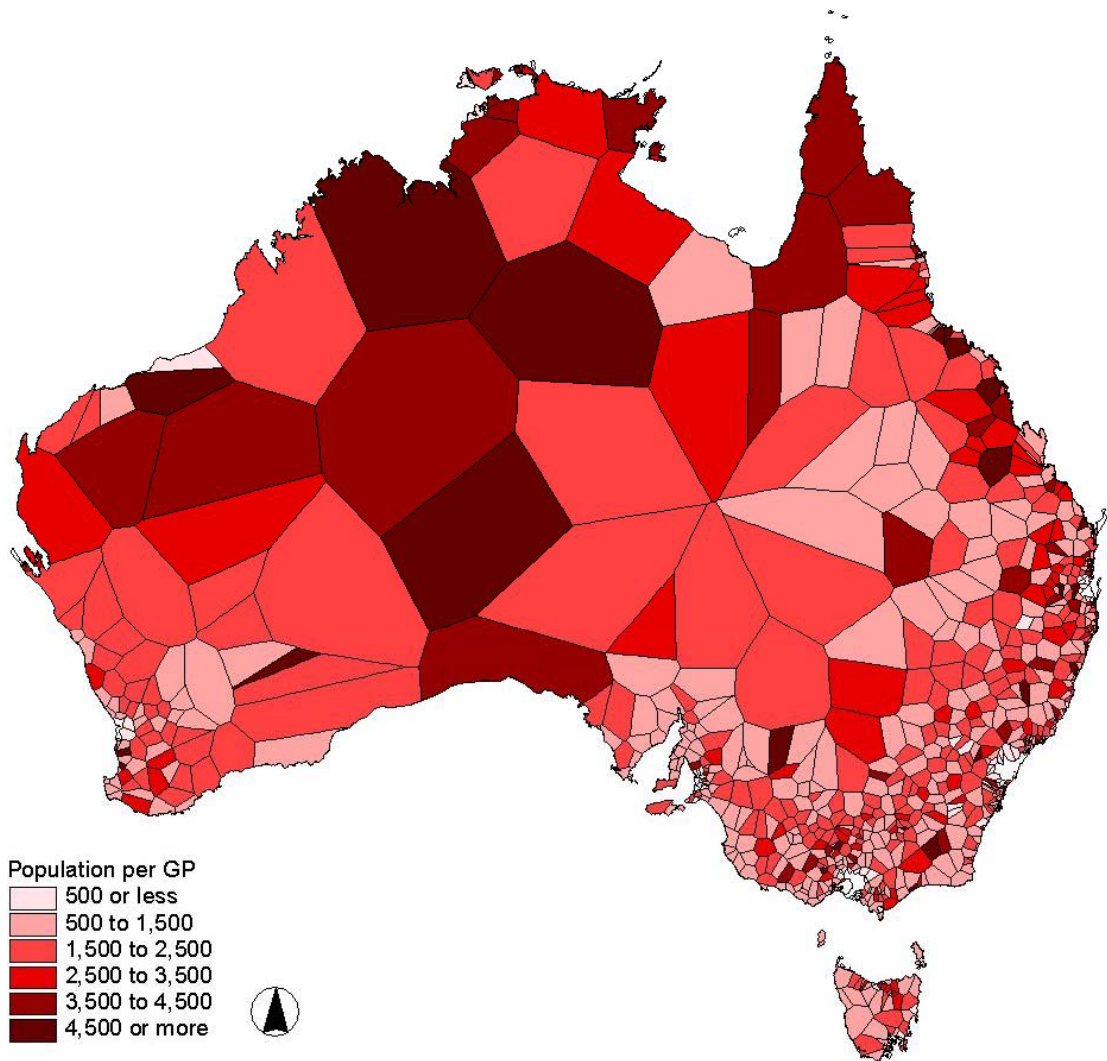 Population per GP
500 or less
500 to 1,500
1,500 to 2,500
2,500 to 3,500
3,500 to 4,500
4,500 or more